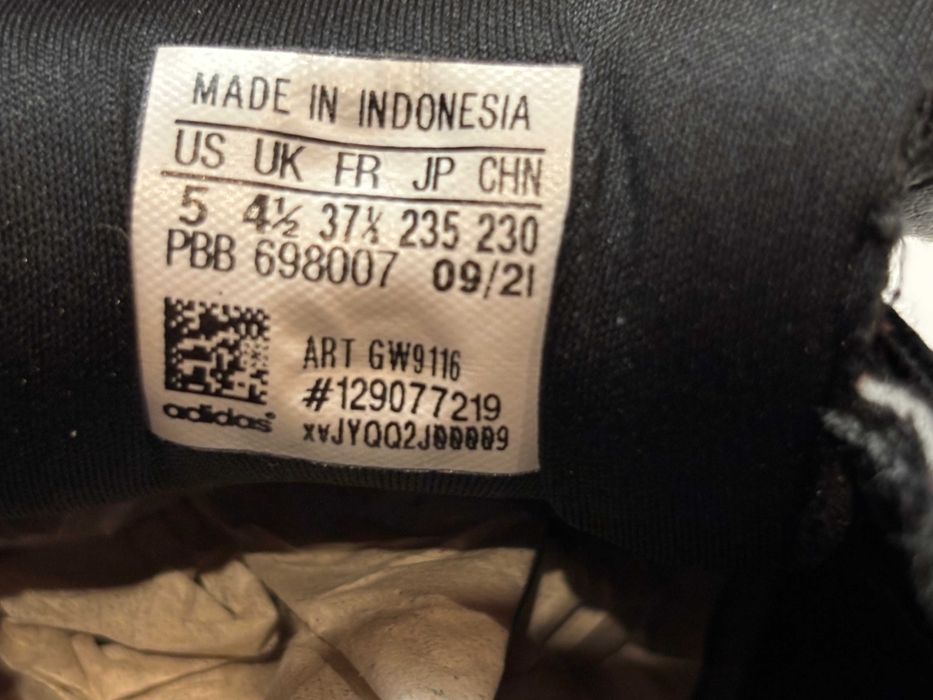 MADE IN INDONESIA
US UK FR JP CHN
5 4½ 37⅓ 235 230
PBB 698007 09/21
ART GW9116
#129077219
adidas